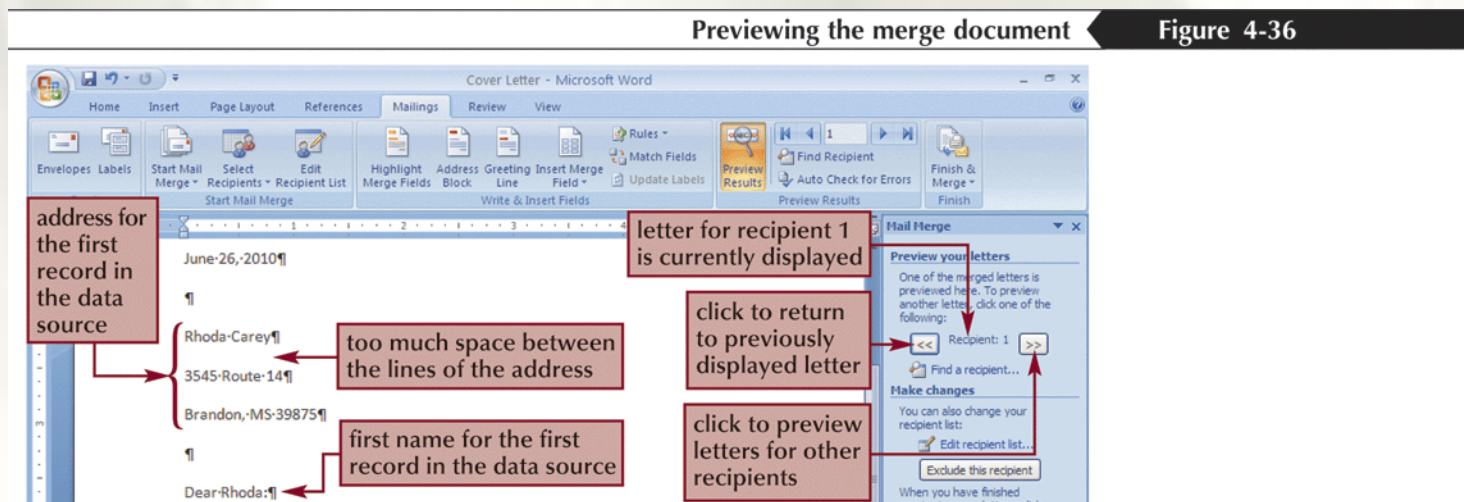 Previewing the merge document Figure 4-36
Cover Letter - Microsoft Word
Home Insert Page Layout References Mailings Review View
Envelopes Labels
Start Mail Merge Select Recipients Edit Recipient List
Start Mail Merge
Highlight Merge Fields Address Block Greeting Line Insert Merge Field
Rules
Match Fields
Update Labels
Write & Insert Fields
Preview Results
1
Find Recipient
Auto Check for Errors
Preview Results
Finish & Merge
Finish
address for
the first
record in
the data
source
1 2 3 4
June·26,·2010¶
¶
Rhoda·Carey¶
3545·Route·14¶
Brandon,·MS·39875¶
¶
Dear·Rhoda:¶
3
too much space between
the lines of the address
first name for the first
record in the data source
letter for recipient 1
is currently displayed
click to return
to previously
displayed letter
click to preview
letters for other
recipients
Mail Merge
Preview your letters
One of the merged letters is
previewed here. To preview
another letter, click one of the
following:
<< Recipient: 1 >>
Find a recipient...
Make changes
You can also change your
recipient list:
Edit recipient list...
Exclude this recipient
When you have finished